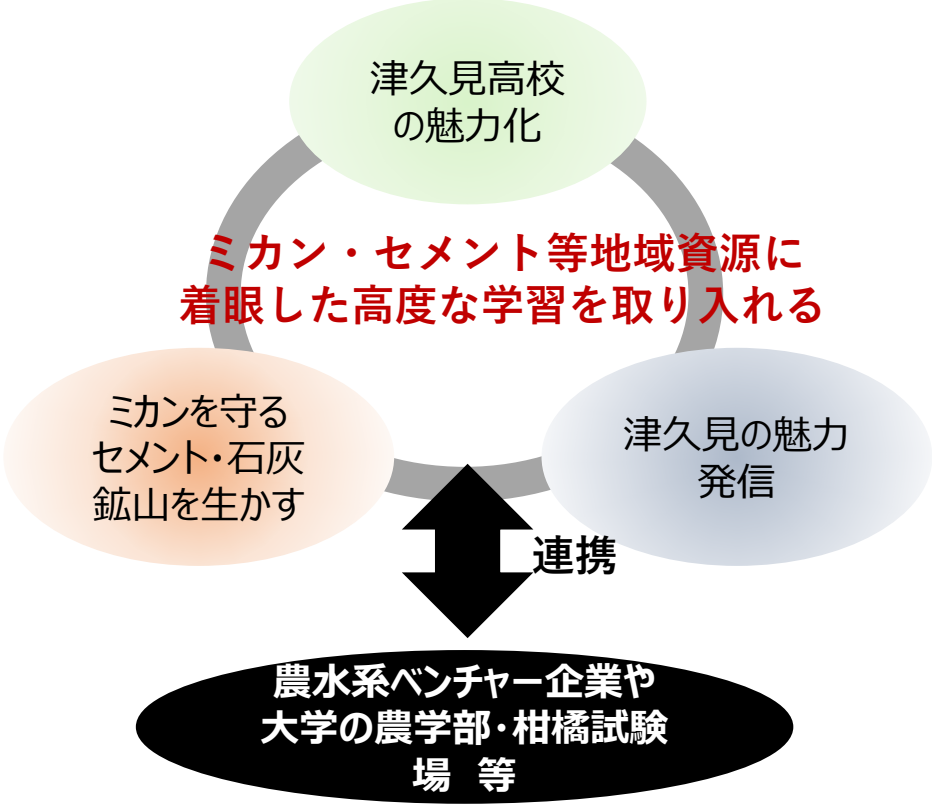 津久見高校
の魅力化
ミカン・セメント等地域資源に
着眼した高度な学習を取り入れる
ミカンを守る
セメント・石灰
鉱山を生かす
津久見の魅力
発信
連携
農水系ベンチャー企業や
大学の農学部・柑橘試験
場 等